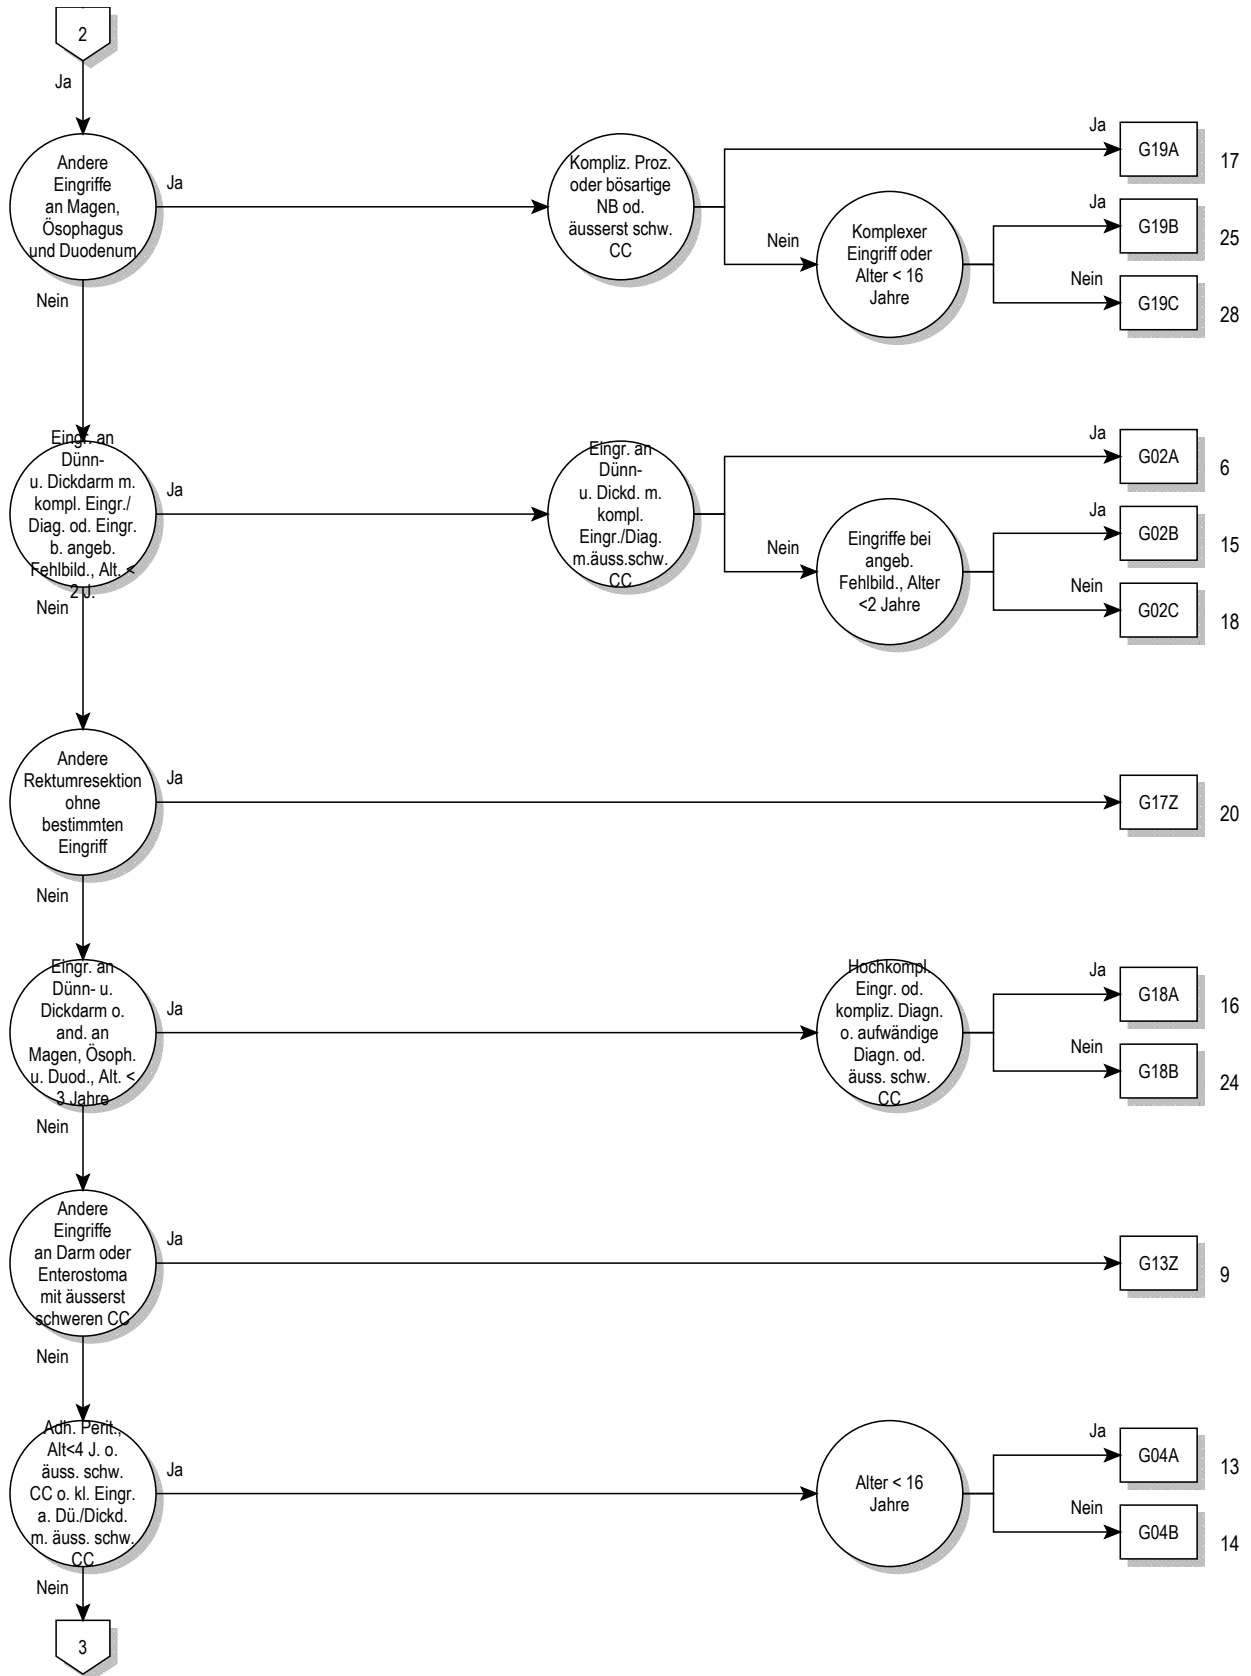 2
Ja
Andere
Eingriffe
an Magen,
Ösophagus
und Duodenum
Ja
Kompliz. Proz.
oder bösartige
NB od.
äusserst schw.
CC
Ja
G19A
17
Nein
Komplexer
Eingriff oder
Alter < 16
Jahre
Ja
G19B
25
Nein
G19C
28
Nein
Eingr. an
Dünn-
u. Dickdarm m.
kompl. Eingr./
Diag. od. Eingr.
b. angeb.
Fehlbild., Alt. <
2 J.
Ja
Eingr. an
Dünn-
u. Dickd. m.
kompl.
Eingr./Diag.
m.äuss.schw.
CC
Ja
G02A
6
Nein
Eingriffe bei
angeb.
Fehlbild., Alter
<2 Jahre
Ja
G02B
15
Nein
G02C
18
Nein
Andere
Rektumresektion
ohne
bestimmten
Eingriff
Ja
G17Z
20
Nein
Eingr. an
Dünn- u.
Dickdarm o.
and. an
Magen, Ösoph.
u. Duod., Alt. <
3 Jahre
Ja
Hochkompl.
Eingr. od.
kompliz. Diagn.
o. aufwändige
Diagn. od.
äuss. schw.
CC
Ja
G18A
16
Nein
G18B
24
Nein
Andere
Eingriffe
an Darm oder
Enterostoma
mit äusserst
schweren CC
Ja
G13Z
9
Nein
Adh. Perit.,
Alt<4 J. o.
äuss. schw.
CC o. kl. Eingr.
a. Dü./Dickd.
m. äuss. schw.
CC
Ja
Alter < 16
Jahre
Ja
G04A
13
Nein
G04B
14
Nein
3